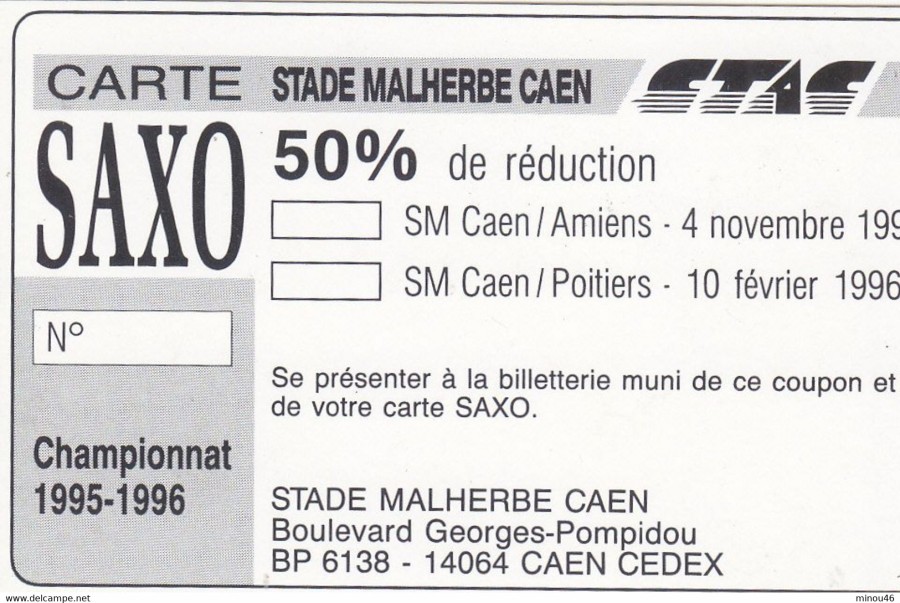 CARTE STADE MALHERBE CAEN STAC
SAXO
50% de réduction
SM Caen / Amiens - 4 novembre 199
SM Caen / Poitiers - 10 février 1996
N°
Se présenter à la billetterie muni de ce coupon et
de votre carte SAXO.
Championnat
1995-1996
STADE MALHERBE CAEN
Boulevard Georges-Pompidou
BP 6138 - 14064 CAEN CEDEX
www.delcampe.net
minou46